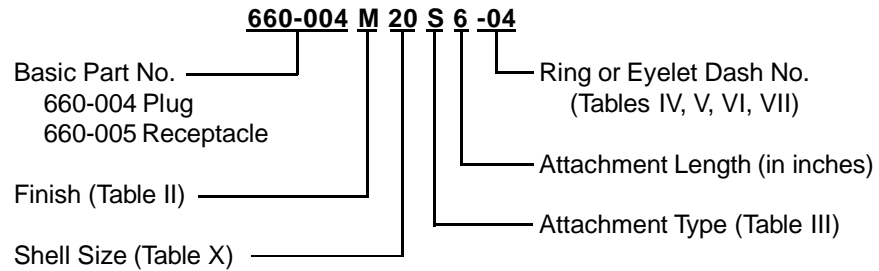 660-004 M 20 S 6 -04
Basic Part No.
660-004 Plug
660-005 Receptacle
Finish (Table II)
Shell Size (Table X)
Ring or Eyelet Dash No.
(Tables IV, V, VI, VII)
Attachment Length (in inches)
Attachment Type (Table III)